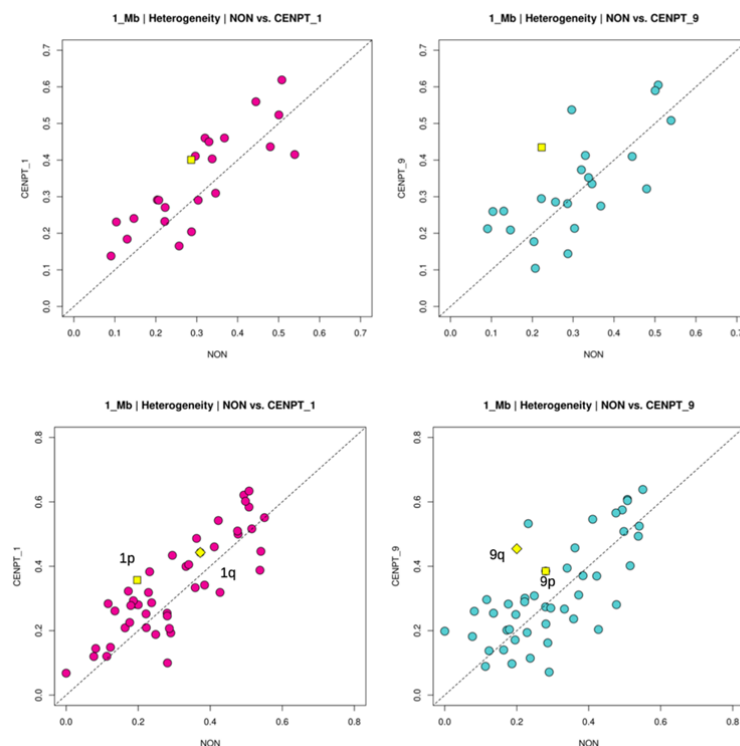 1_Mb | Heterogeneity | NON vs. CENPT_1
0.7
0.6
0.5
0.4
0.3
0.2
0.1
0.0
CENPT_1
0.0 0.1 0.2 0.3 0.4 0.5 0.6 0.7
NON
1_Mb | Heterogeneity | NON vs. CENPT_9
0.7
0.6
0.5
0.4
0.3
0.2
0.1
0.0
CENPT_9
0.0 0.1 0.2 0.3 0.4 0.5 0.6 0.7
NON
1_Mb | Heterogeneity | NON vs. CENPT_1
0.8
0.6
0.4
0.2
0.0
CENPT_1
1p
1q
0.0 0.2 0.4 0.6 0.8
NON
1_Mb | Heterogeneity | NON vs. CENPT_9
0.8
0.6
0.4
0.2
0.0
CENPT_9
9q
9p
0.0 0.2 0.4 0.6 0.8
NON